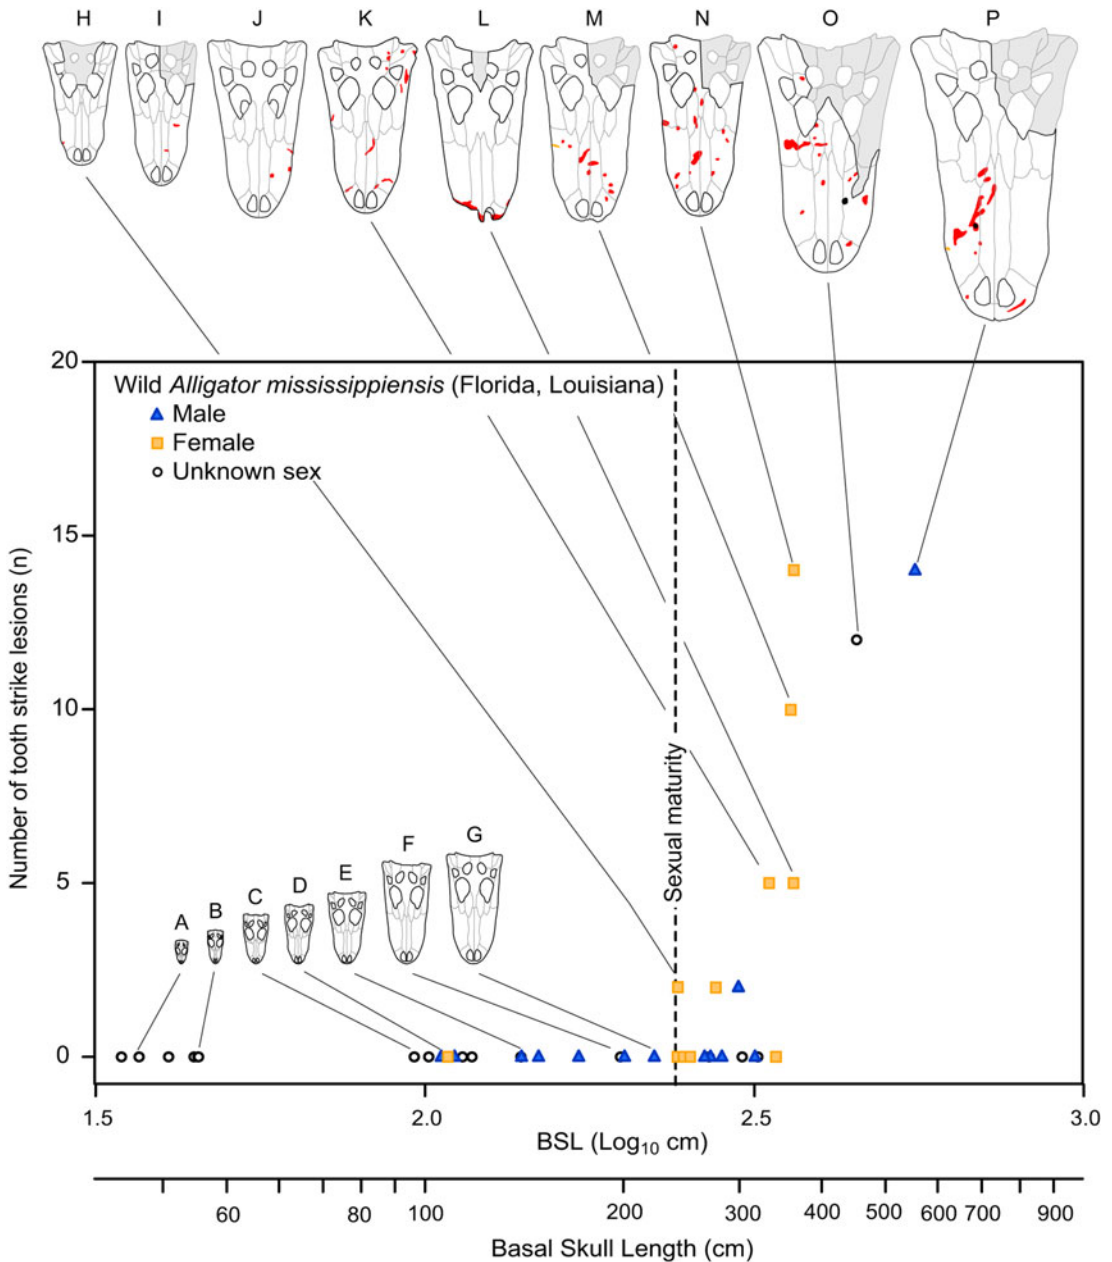 H I J K L M N O P
20
Wild Alligator mississippiensis (Florida, Louisiana)
Male
Female
Unknown sex
15
10
5
0
Number of tooth strike lesions (n)
Sexual maturity
A B C D E F G
1.5 2.0 2.5 3.0
BSL (Log₁₀ cm)
60 80 100 200 300 400 500 600 700 900
Basal Skull Length (cm)